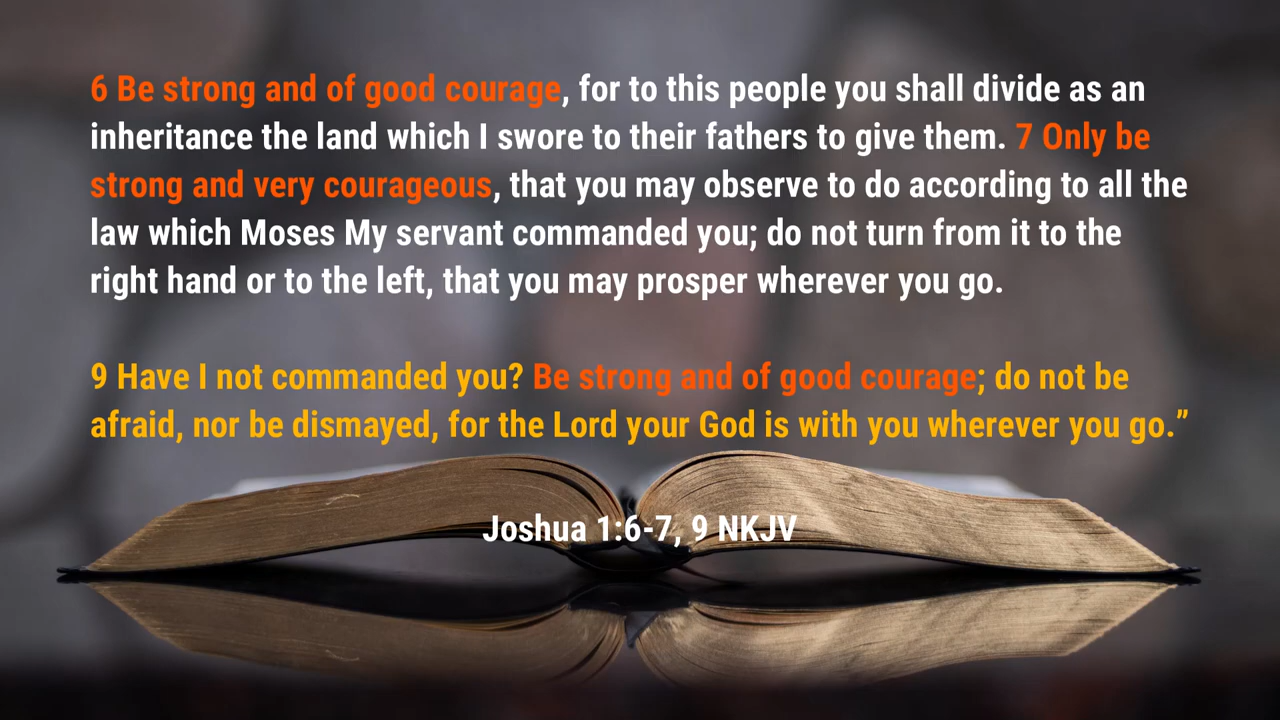 6 Be strong and of good courage, for to this people you shall divide as an
inheritance the land which I swore to their fathers to give them. 7 Only be
strong and very courageous, that you may observe to do according to all the
law which Moses My servant commanded you; do not turn from it to the
right hand or to the left, that you may prosper wherever you go.
9 Have I not commanded you? Be strong and of good courage; do not be
afraid, nor be dismayed, for the Lord your God is with you wherever you go.”
Joshua 1:6-7, 9 NKJV